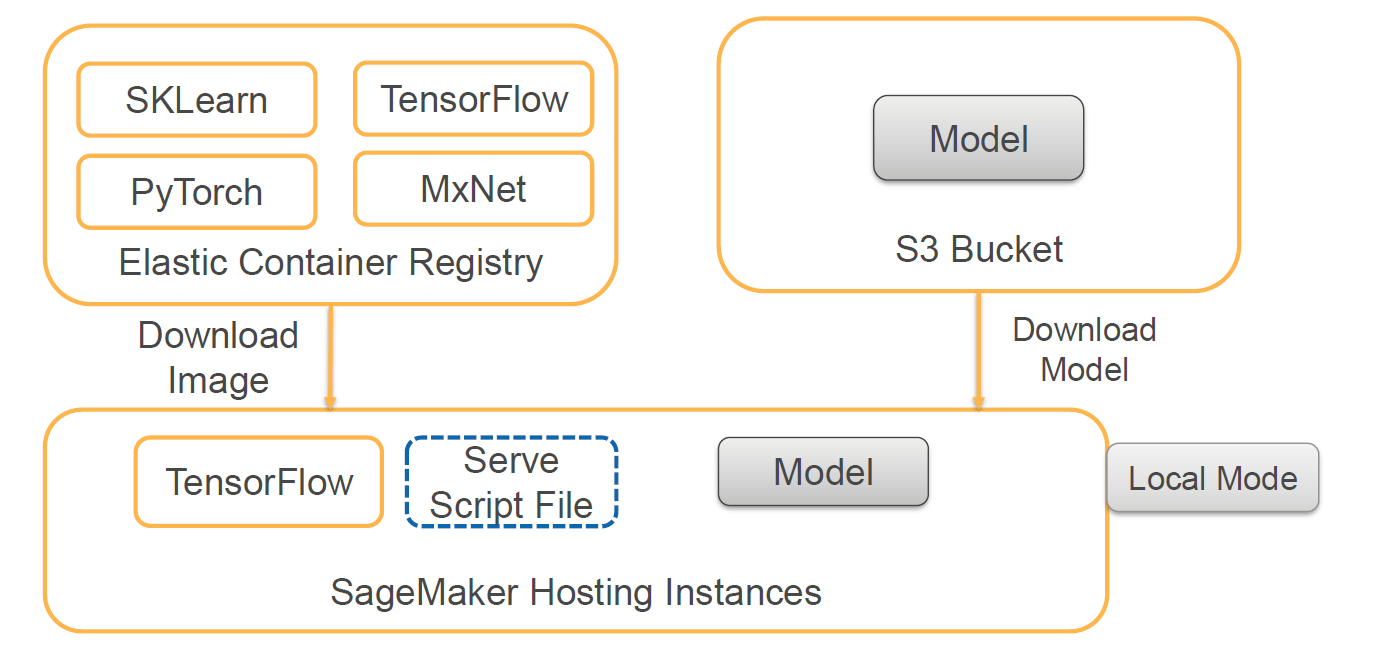 SKLearn
TensorFlow
PyTorch
MxNet
Elastic Container Registry
Model
S3 Bucket
Download
Image
Download
Model
TensorFlow
Serve
Script File
Model
Local Mode
SageMaker Hosting Instances